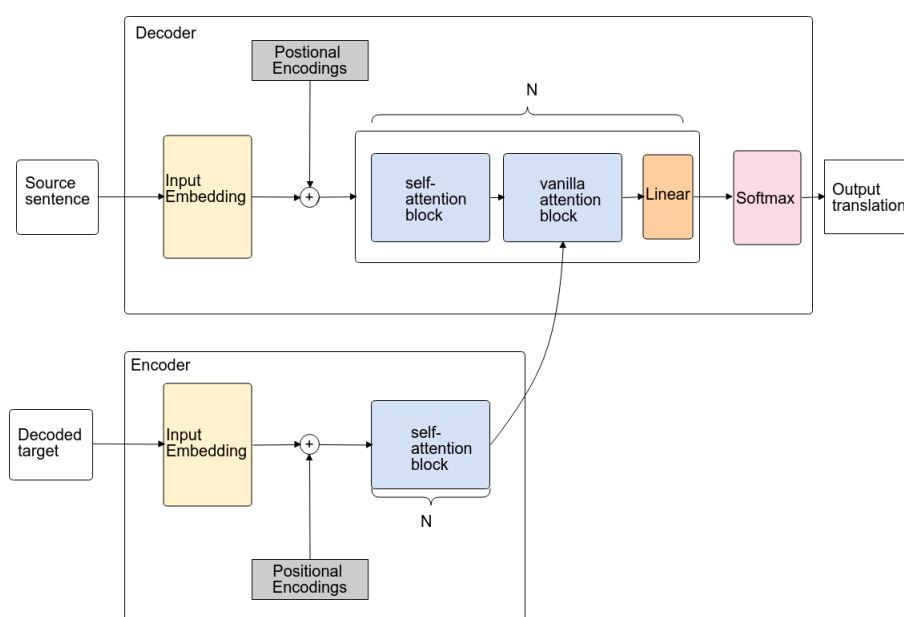 Decoder
Postional
Encodings
N
Source
sentence
Input
Embedding
+
self-
attention
block
vanilla
attention
block
Linear
Softmax
Output
translation
Encoder
Decoded
target
Input
Embedding
+
self-
attention
block
N
Positional
Encodings